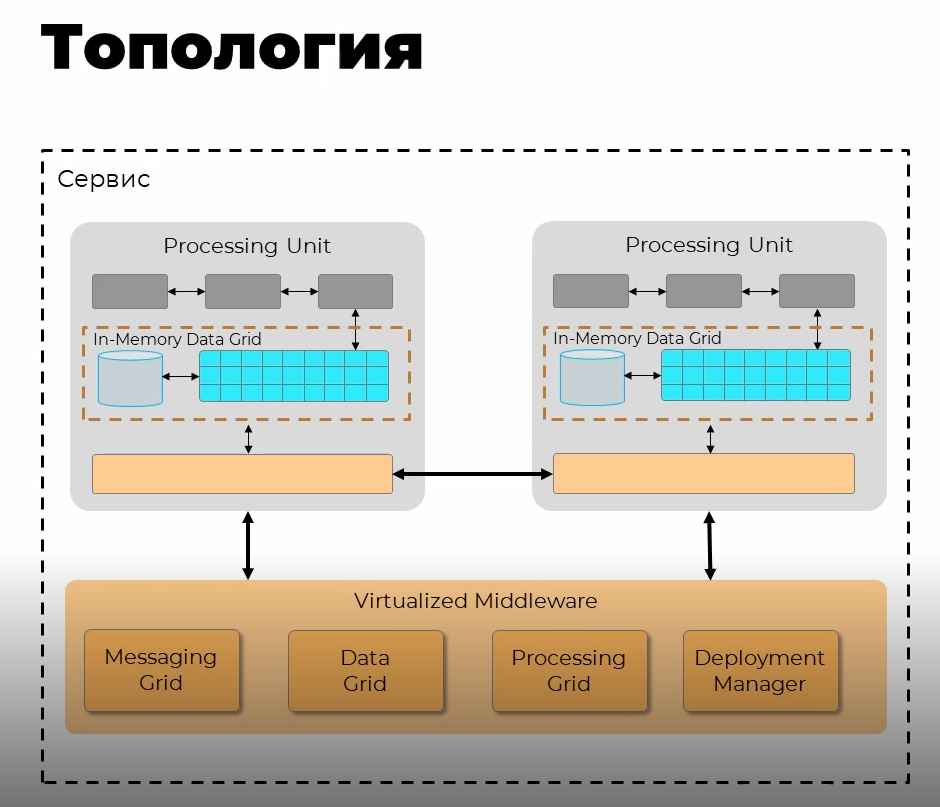 Топология
Сервис
Processing Unit
In-Memory Data Grid
Processing Unit
In-Memory Data Grid
Virtualized Middleware
Messaging
Grid
Data
Grid
Processing
Grid
Deployment
Manager